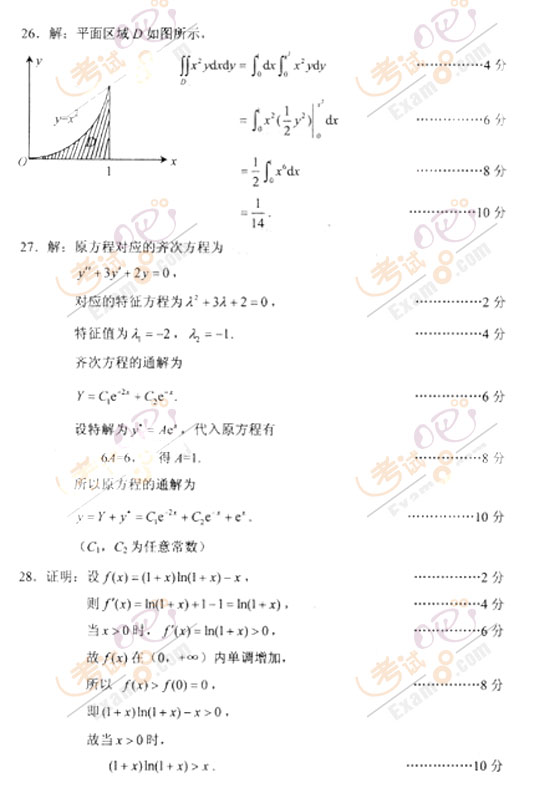 26．解：平面区域 D 如图所示，
y
y=x²
D
O
1
x
∬_D x²ydxdy = ∫₀¹ dx ∫₀^{x²} x²ydy ……………4 分
= ∫₀¹ x²(1/2 y²)|₀^{x²} dx ……………6 分
= 1/2 ∫₀¹ x⁶dx ……………8 分
= 1/14 . ……………10 分
27．解：原方程对应的齐次方程为
y″+3y′+2y=0，
对应的特征方程为 λ²+3λ+2=0， ……………2 分
特征值为 λ₁=-2，λ₂=-1. ……………4 分
齐次方程的通解为
Y=C₁e^{-2x}+C₂e^{-x}. ……………6 分
设特解为 y*=Ae^x，代入原方程有
6A=6，得 A=1. ……………8 分
所以原方程的通解为
y=Y+y*=C₁e^{-2x}+C₂e^{-x}+e^x . ……………10 分
（C₁，C₂ 为任意常数）
28．证明：设 f(x)=(1+x)ln(1+x)-x， ……………2 分
则 f′(x)=ln(1+x)+1-1=ln(1+x)， ……………4 分
当 x>0 时，f′(x)=ln(1+x)>0， ……………6 分
故 f(x) 在（0，+∞）内单调增加，
所以 f(x)>f(0)=0， ……………8 分
即 (1+x)ln(1+x)-x>0，
故当 x>0 时，
(1+x)ln(1+x)>x . ……………10 分
考试吧
Exam8.com